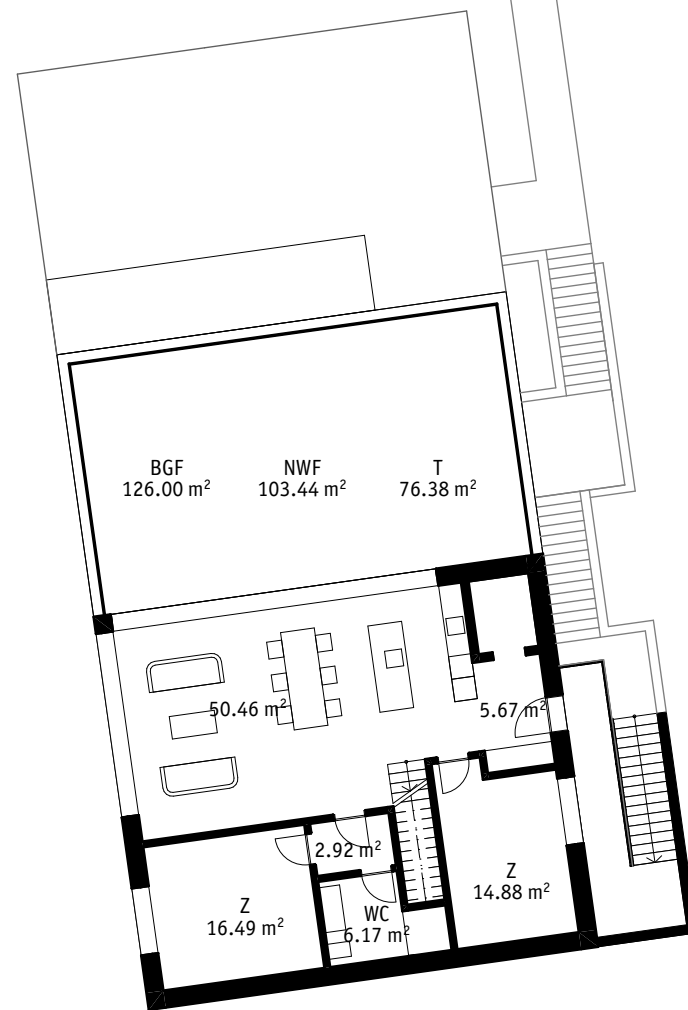 BGF
126.00 m²
NWF
103.44 m²
T
76.38 m²
50.46 m²
5.67 m²
2.92 m²
Z
14.88 m²
Z
16.49 m²
WC
6.17 m²